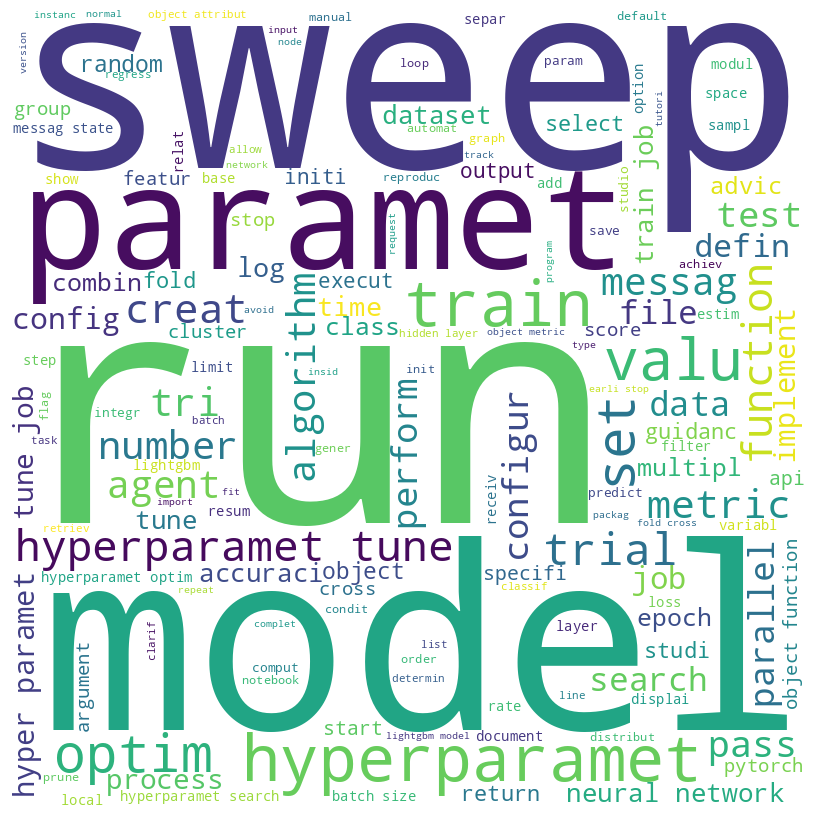 instanc
normal
object attribut
manual
separ
default
input
node
version
sweep
random
regress
loop
param
modul
option
group
messag state
dataset
select
space
sampl
tutori
automat
graph
relat
allow
network
track
show
featur
base
initi
reproduc
output
add
studio
train job
advic
paramet
stop
request
save
test
program
defin
combin
fold
log
execut
achiev
messag
config
creat
algorithm
time
train
file
estim
function
cluster
avoid
class
hidden layer
object metric
score
implement
step
limit
insid
init
type
earli stop
valu
run
flag
integr
tri
batch
perform
configur
set
data
task
number
gener
guidanc
filter
lightgbm
agent
fit
receiv
predict
multipl
api
tune job
import
tune
resum
metric
retriev
packag
fold cross
variabl
hyperparamet tune
trial
parallel
object function
hyper paramet
hyperparamet optim
accuraci
object
specifi
job
repeat
cross
classif
loss
condit
epoch
model
complet
layer
clarif
argument
comput
list
order
studi
notebook
determin
line
search
displai
rate
start
lightgbm model
document
distribut
optim
hyperparamet
pass
prune
process
pytorch
local
hyperparamet search
batch size
return
neural network